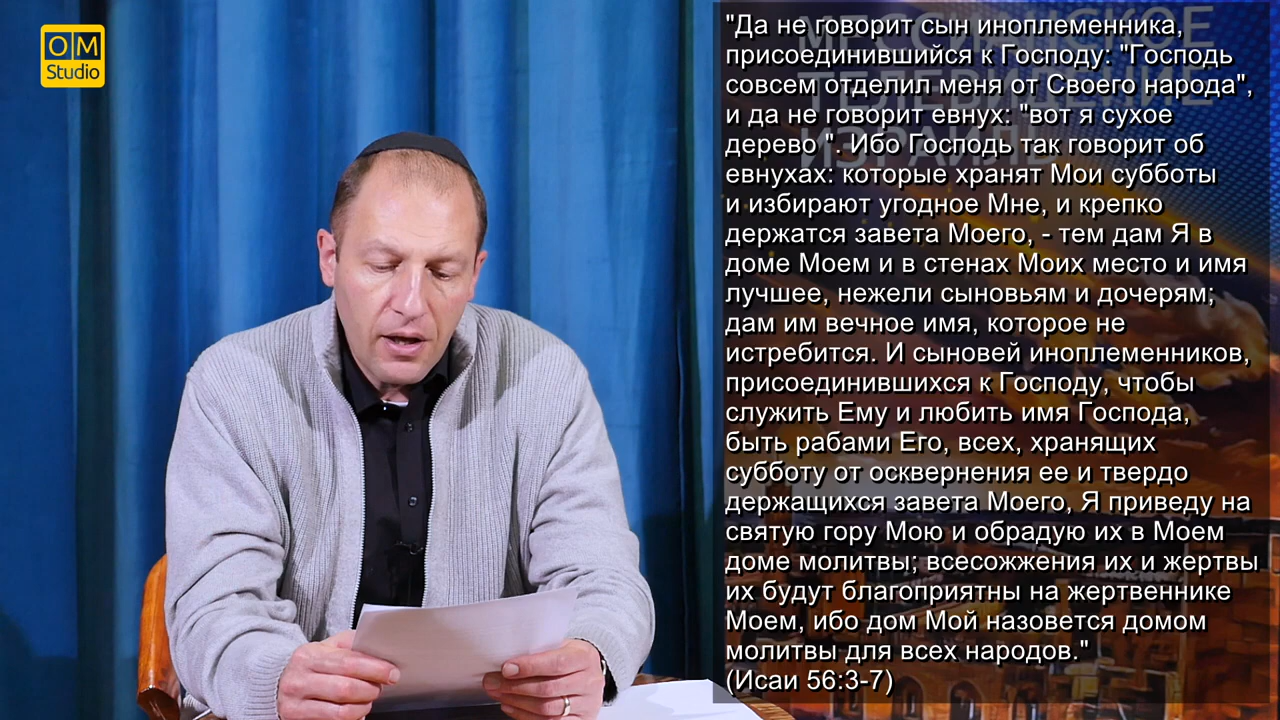 OM
Studio
МЕССИАНСКОЕ
ТЕЛЕВИДЕНИЕ
ИЗРАИЛЬ
"Да не говорит сын иноплеменника,
присоединившийся к Господу: "Господь
совсем отделил меня от Своего народа",
и да не говорит евнух: "вот я сухое
дерево ". Ибо Господь так говорит об
евнухах: которые хранят Мои субботы
и избирают угодное Мне, и крепко
держатся завета Моего, - тем дам Я в
доме Моем и в стенах Моих место и имя
лучшее, нежели сыновьям и дочерям;
дам им вечное имя, которое не
истребится. И сыновей иноплеменников,
присоединившихся к Господу, чтобы
служить Ему и любить имя Господа,
быть рабами Его, всех, хранящих
субботу от осквернения ее и твердо
держащихся завета Моего, Я приведу на
святую гору Мою и обрадую их в Моем
доме молитвы; всесожжения их и жертвы
их будут благоприятны на жертвеннике
Моем, ибо дом Мой назовется домом
молитвы для всех народов."
(Исаи 56:3-7)